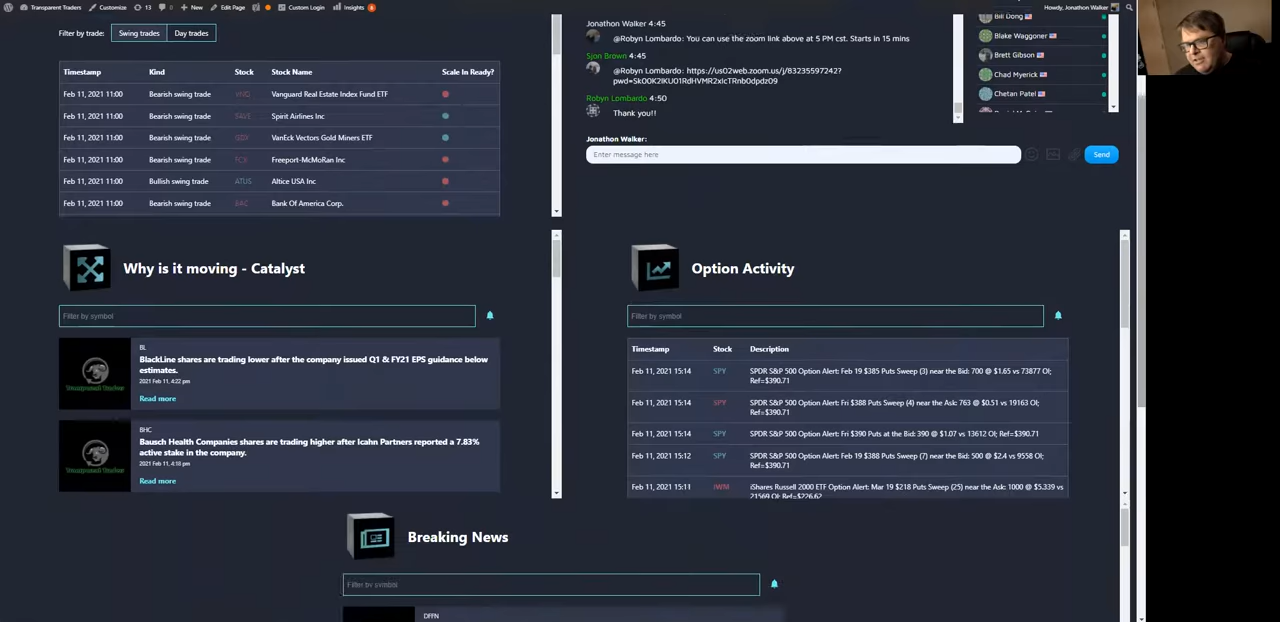 Transparent Traders
Customize
13
0
New
Edit Page
Custom Login
Insights
Howdy, Jonathon Walker
Filter by trade:
Swing trades
Day trades
Timestamp Kind Stock Stock Name Scale In Ready?
Feb 11, 2021 11:00 Bearish swing trade VNQ Vanguard Real Estate Index Fund ETF
Feb 11, 2021 11:00 Bearish swing trade SAVE Spirit Airlines Inc
Feb 11, 2021 11:00 Bearish swing trade GDX VanEck Vectors Gold Miners ETF
Feb 11, 2021 11:00 Bearish swing trade FCX Freeport-McMoRan Inc
Feb 11, 2021 11:00 Bullish swing trade ATUS Altice USA Inc
Feb 11, 2021 11:00 Bearish swing trade BAC Bank Of America Corp.
Jonathon Walker 4:45
@Robyn Lombardo: You can use the zoom link above at 5 PM cst. Starts in 15 mins
Sjon Brown 4:45
@Robyn Lombardo: https://us02web.zoom.us/j/83235597242?
Robyn Lombardo 4:50
Thank you!!
Bill Dong
Blake Waggoner
Brett Gibson
Chad Myerick
Chetan Patel
Jonathon Walker:
Enter message here
Send
Why is it moving - Catalyst
Filter by symbol
BL
BlackLine shares are trading lower after the company issued Q1 & FY21 EPS guidance below
estimates.
2021 Feb 11, 4:22 pm
Read more
BHC
Bausch Health Companies shares are trading higher after Icahn Partners reported a 7.83%
active stake in the company.
2021 Feb 11, 4:18 pm
Read more
Option Activity
Filter by symbol
Timestamp Stock Description
Feb 11, 2021 15:14 SPY SPDR S&P 500 Option Alert: Feb 19 $385 Puts Sweep (3) near the Bid: 700 @ $1.65 vs 73877 OI;
Ref=$390.71
Feb 11, 2021 15:14 SPY SPDR S&P 500 Option Alert: Fri $388 Puts Sweep (4) near the Ask: 763 @ $0.51 vs 19163 OI;
Ref=$390.71
Feb 11, 2021 15:14 SPY SPDR S&P 500 Option Alert: Fri $390 Puts at the Bid: 390 @ $1.07 vs 13612 OI; Ref=$390.71
Feb 11, 2021 15:12 SPY SPDR S&P 500 Option Alert: Feb 19 $388 Puts Sweep (7) near the Bid: 500 @ $2.4 vs 9558 OI;
Ref=$390.71
Feb 11, 2021 15:11 IWM iShares Russell 2000 ETF Option Alert: Mar 19 $218 Puts Sweep (25) near the Ask: 1000 @ $5.339 vs
21569 OI; Ref=$226.62
Breaking News
Filter by symbol
DFFN